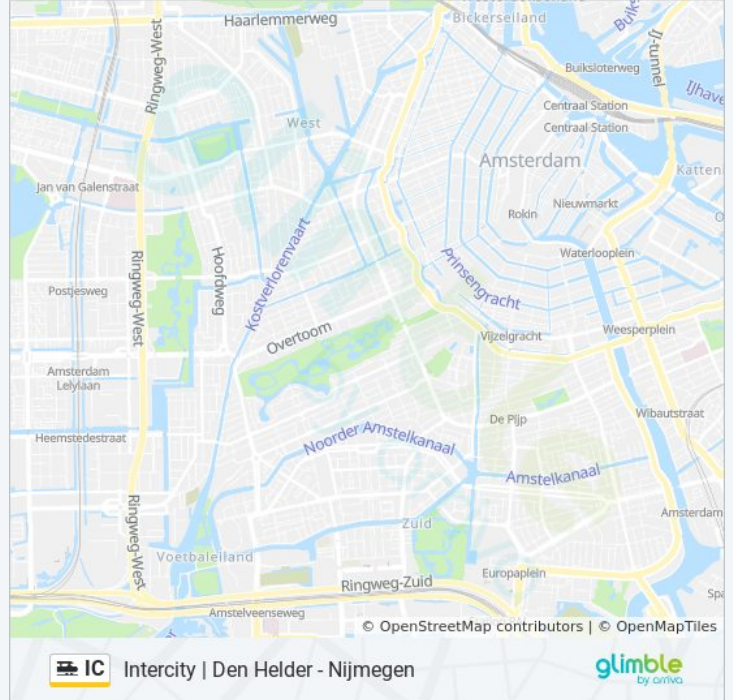 Haarlemmerweg
Bickerseiland
Ringweg-West
IJ-tunnel
Buiksloterweg
IJhave
Centraal Station
West
Centraal Station
Amsterdam
Katten
Jan van Galenstraat
Nieuwmarkt
Rokin
Kostverlorenvaart
Waterlooplein
Hoofdweg
Prinsengracht
Ringweg-West
Postjesweg
Overtoom
Weesperplein
Vijzelgracht
Amsterdam
Lelylaan
Wibautstraat
De Pijp
Heemstedestraat
Noorder Amstelkanaal
Amstelkanaal
Amsterdam
Ringweg-West
Zuid
Voetbaleiland
Europaplein
Ringweg-Zuid
Spa
Amstelveenseweg
© OpenStreetMap contributors | © OpenMapTiles
IC Intercity | Den Helder - Nijmegen
glimble
by arriva